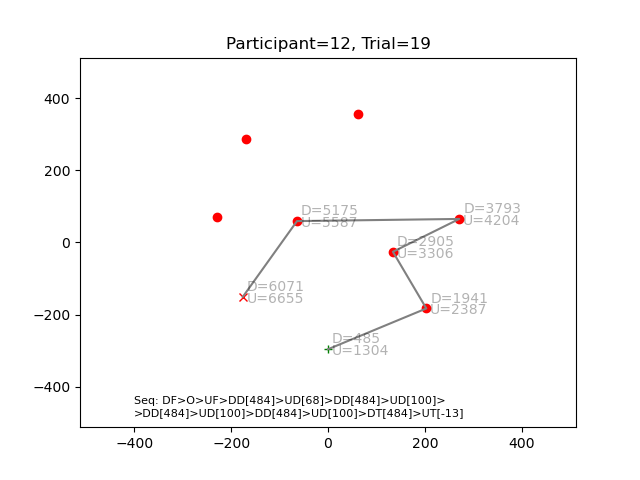 Participant=12, Trial=19
400
200
0
−200
−400
D=5175
U=5587
D=3793
U=4204
D=2905
U=3306
D=6071
U=6655
D=1941
U=2387
D=485
U=1304
Seq: DF>O>UF>DD[484]>UD[68]>DD[484]>UD[100]>
>DD[484]>UD[100]>DD[484]>UD[100]>DT[484]>UT[-13]
−400 −200 0 200 400